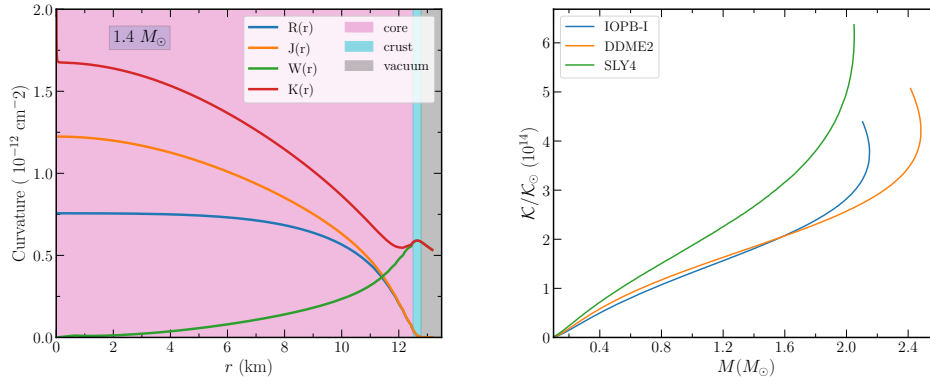 2.0
1.5
1.0
0.5
0.0
Curvature ( 10⁻¹² cm−2)
1.4 M⊙
R(r)
J(r)
W(r)
K(r)
core
crust
vacuum
0 2 4 6 8 10 12
r (km)
6
5
4
3
2
1
0
𝒦/𝒦⊙ (10¹⁴)
IOPB-I
DDME2
SLY4
0.4 0.8 1.2 1.6 2.0 2.4
M(M⊙)